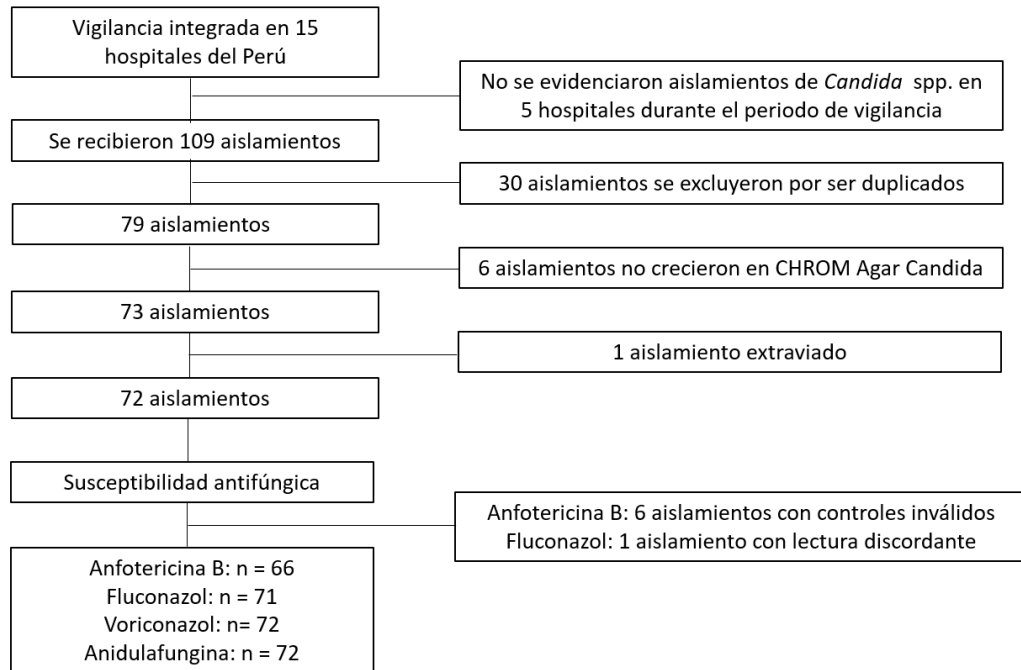 Vigilancia integrada en 15
hospitales del Perú
No se evidenciaron aislamientos de Candida spp. en
5 hospitales durante el periodo de vigilancia
Se recibieron 109 aislamientos
30 aislamientos se excluyeron por ser duplicados
79 aislamientos
6 aislamientos no crecieron en CHROM Agar Candida
73 aislamientos
1 aislamiento extraviado
72 aislamientos
Susceptibilidad antifúngica
Anfotericina B: 6 aislamientos con controles inválidos
Fluconazol: 1 aislamiento con lectura discordante
Anfotericina B: n = 66
Fluconazol: n = 71
Voriconazol: n= 72
Anidulafungina: n = 72